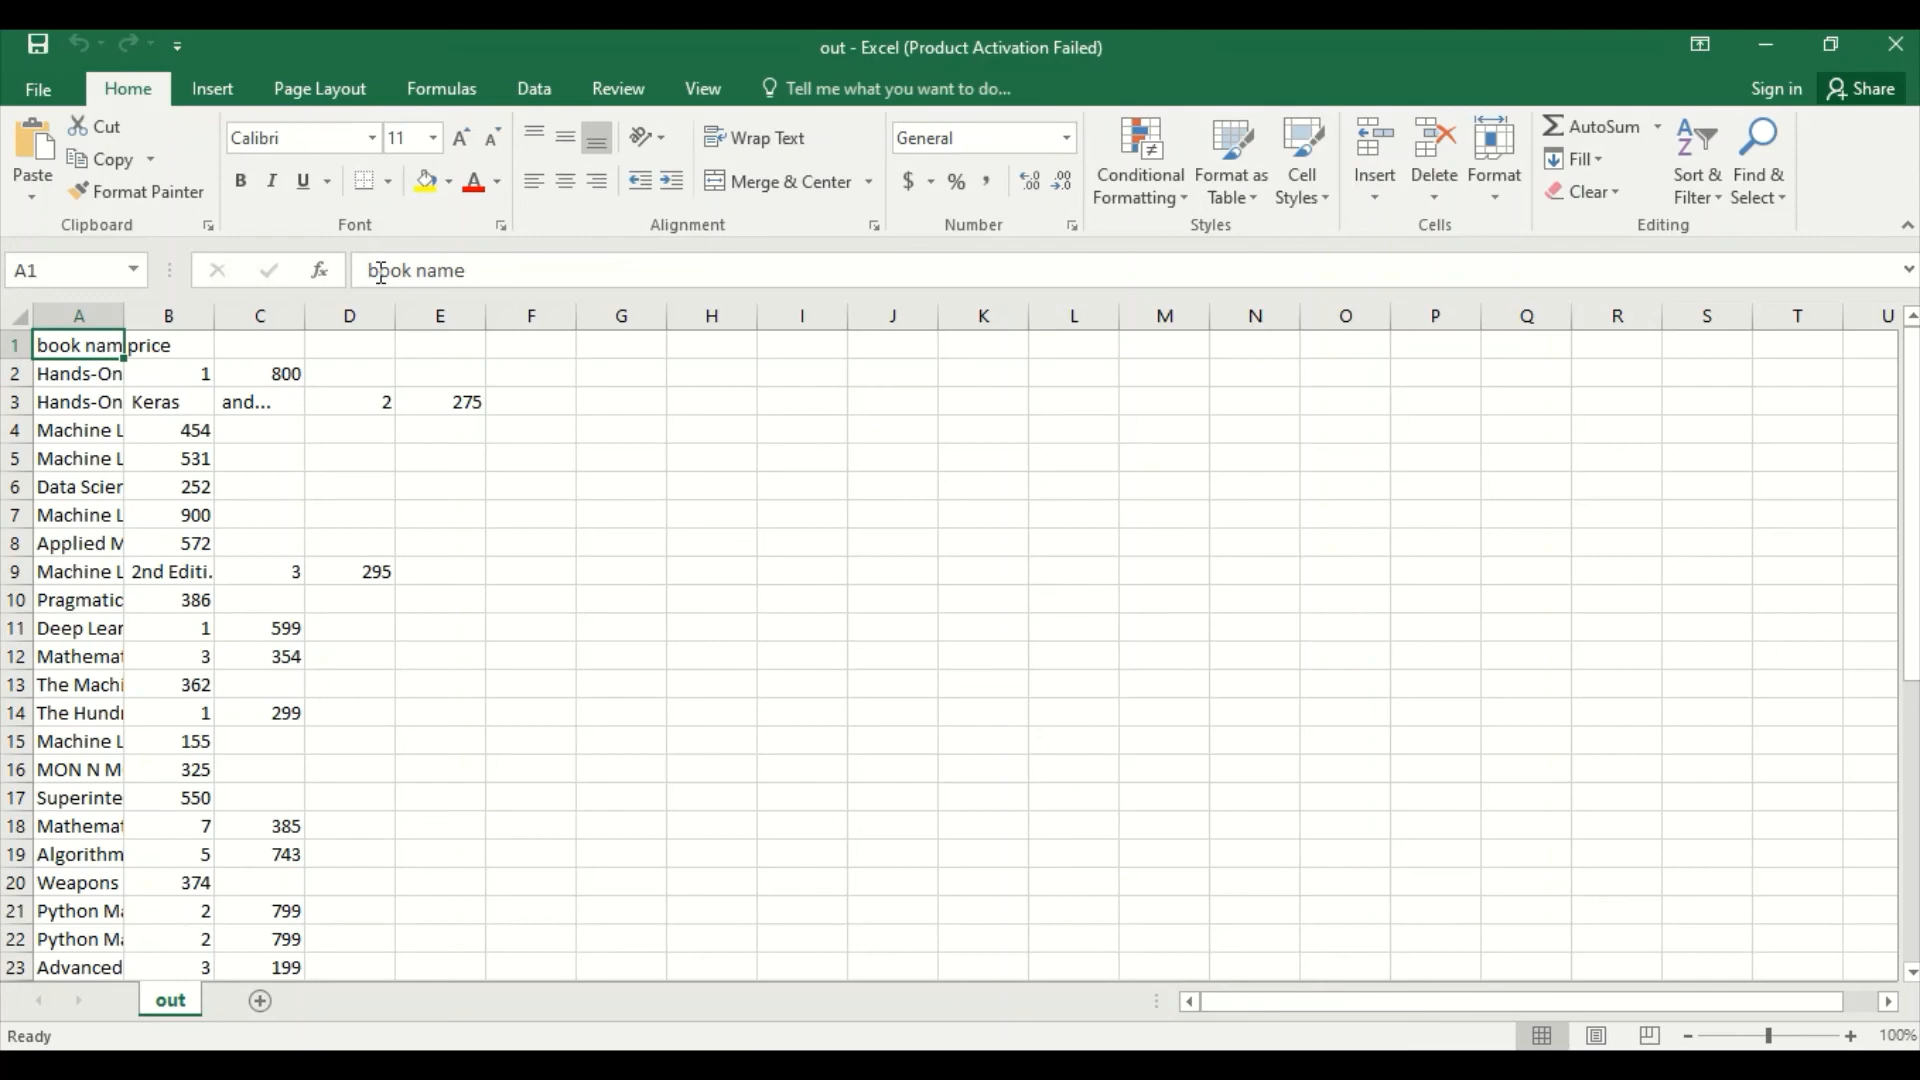 out - Excel (Product Activation Failed)
File Home Insert Page Layout Formulas Data Review View Tell me what you want to do... Sign in Share
Paste Cut Copy Format Painter Clipboard
Calibri 11 A A B I U A Font
Wrap Text Merge & Center Alignment
General $ % , Number
Conditional Formatting Format as Table Cell Styles Styles
Insert Delete Format Cells
AutoSum Fill Clear Sort & Filter Find & Select Editing
A1 fx book name
A B C D E F G H I J K L M N O P Q R S T U
1 book nam price
2 Hands-On 1 800
3 Hands-On Keras and... 2 275
4 Machine L 454
5 Machine L 531
6 Data Scien 252
7 Machine L 900
8 Applied M 572
9 Machine L 2nd Editi. 3 295
10 Pragmatic 386
11 Deep Lear 1 599
12 Mathemat 3 354
13 The Machi 362
14 The Hundr 1 299
15 Machine L 155
16 MON N M 325
17 Superinte 550
18 Mathemat 7 385
19 Algorithm 5 743
20 Weapons 374
21 Python Ma 2 799
22 Python Ma 2 799
23 Advanced 3 199
out
Ready 100%